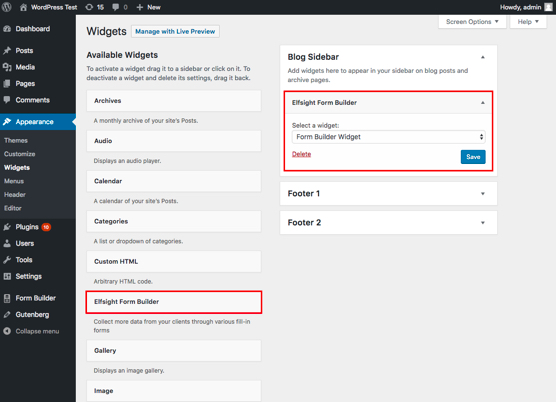 WordPress Test
15
0
New
Howdy, admin
Dashboard
Posts
Media
Pages
Comments
Appearance
Themes
Customize
Widgets
Menus
Header
Editor
Plugins 10
Users
Tools
Settings
Form Builder
Gutenberg
Collapse menu
Screen Options
Help
Widgets
Manage with Live Preview
Available Widgets
To activate a widget drag it to a sidebar or click on it. To
deactivate a widget and delete its settings, drag it back.
Archives
A monthly archive of your site's Posts.
Audio
Displays an audio player.
Calendar
A calendar of your site's Posts.
Categories
A list or dropdown of categories.
Custom HTML
Arbitrary HTML code.
Elfsight Form Builder
Collect more data from your clients through various fill-in
forms
Gallery
Displays an image gallery.
Image
Blog Sidebar
Add widgets here to appear in your sidebar on blog posts and
archive pages.
Elfsight Form Builder
Select a widget:
Form Builder Widget
Delete
Save
Footer 1
Footer 2